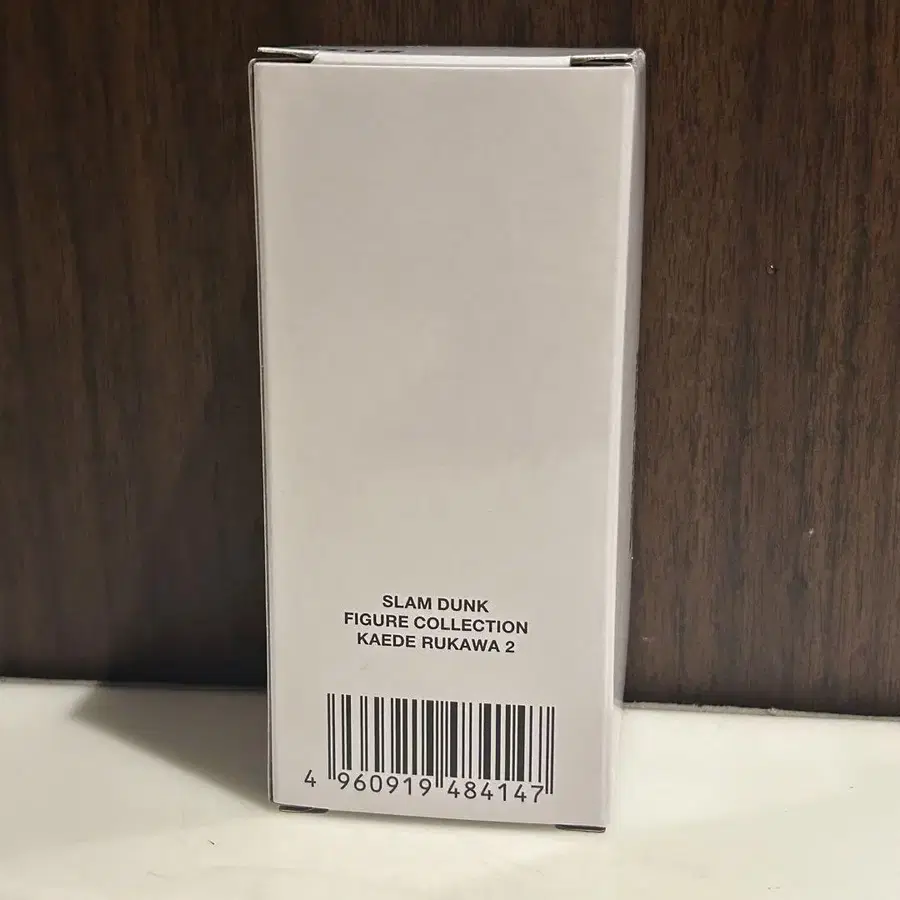 SLAM DUNK
FIGURE COLLECTION
KAEDE RUKAWA 2
4 960919 484147